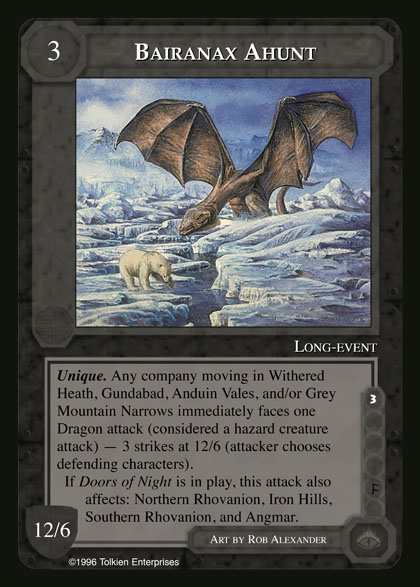 3
BAIRANAX AHUNT
LONG-EVENT
Unique. Any company moving in Withered
Heath, Gundabad, Anduin Vales, and/or Grey
Mountain Narrows immediately faces one
Dragon attack (considered a hazard creature
attack) — 3 strikes at 12/6 (attacker chooses
defending characters).
If Doors of Night is in play, this attack also
affects: Northern Rhovanion, Iron Hills,
Southern Rhovanion, and Angmar.
3
12/6
ART BY ROB ALEXANDER
©1996 Tolkien Enterprises